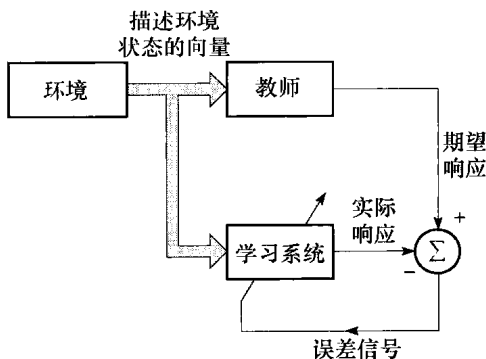 描述环境
状态的向量
环境
教师
期望
响应
实际
响应
+
学习系统
−
Σ
误差信号